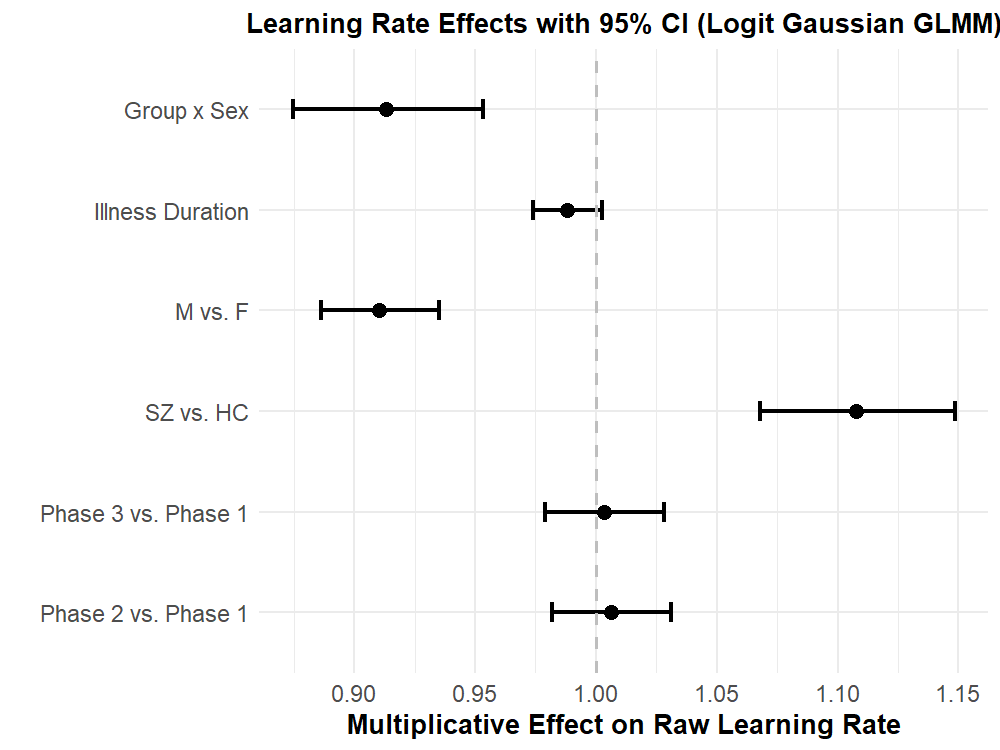 Learning Rate Effects with 95% CI (Logit Gaussian GLMM)
Group x Sex
Illness Duration
M vs. F
SZ vs. HC
Phase 3 vs. Phase 1
Phase 2 vs. Phase 1
0.90 0.95 1.00 1.05 1.10 1.15
Multiplicative Effect on Raw Learning Rate